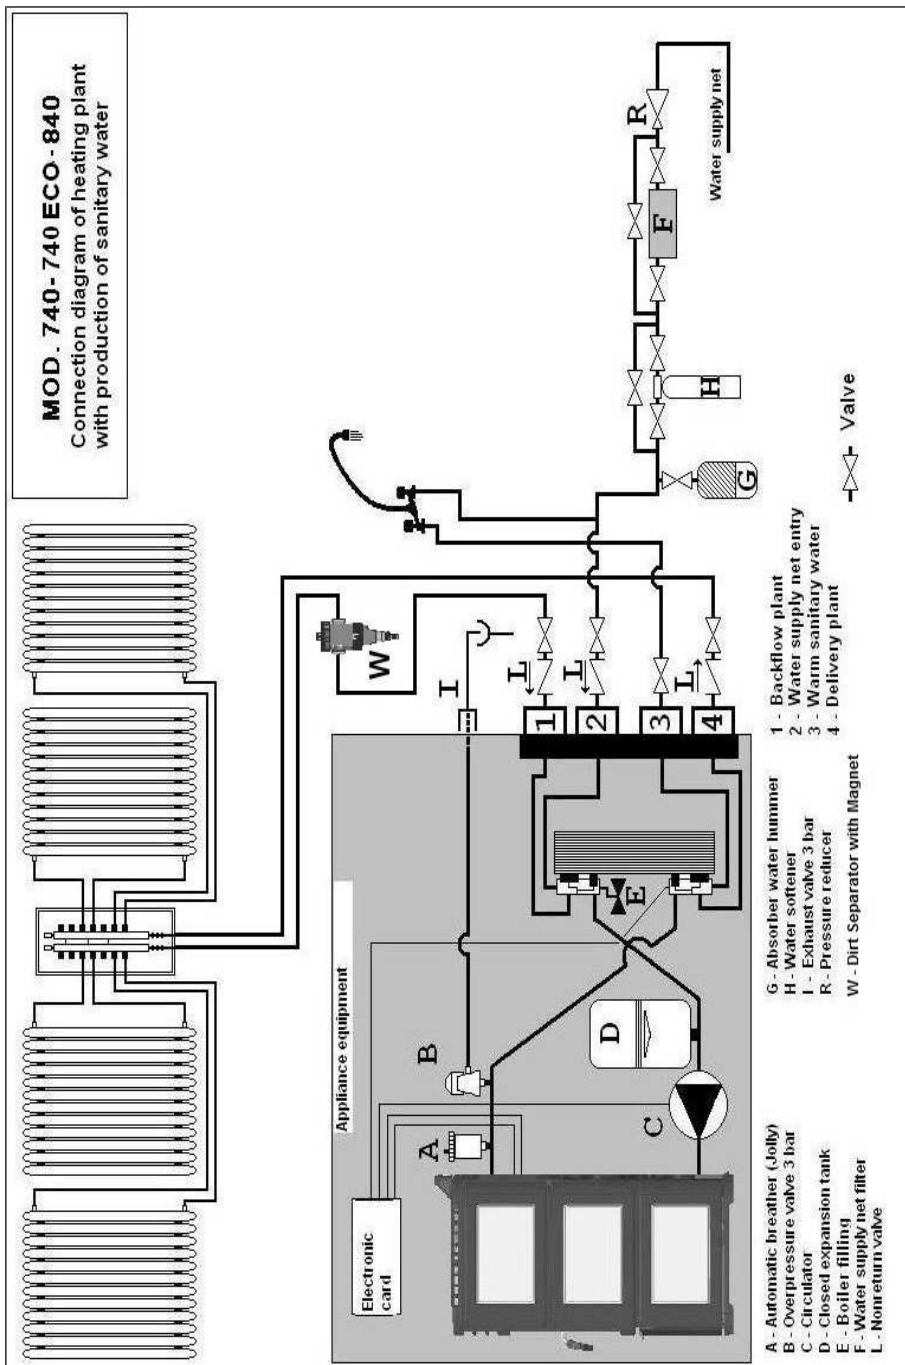 MOD. 740-740 ECO-840
Connection diagram of heating plant
with production of sanitary water
R
Water supply net
F
H
G
W
I
L
L
L
1
2
3
4
E
Appliance equipment
B
D
A
C
Electronic
card
A - Automatic breather (Jolly)
B - Overpressure valve 3 bar
C - Circulator
D - Closed expansion tank
E - Boiler filling
F - Water supply net filter
L - Nonreturn valve
G - Absorber water hummer
H - Water softener
I - Exhaust valve 3 bar
R - Pressure reducer
W - Dirt Separator with Magnet
1 - Backflow plant
2 - Water supply net entry
3 - Warm sanitary water
4 - Delivery plant
Valve